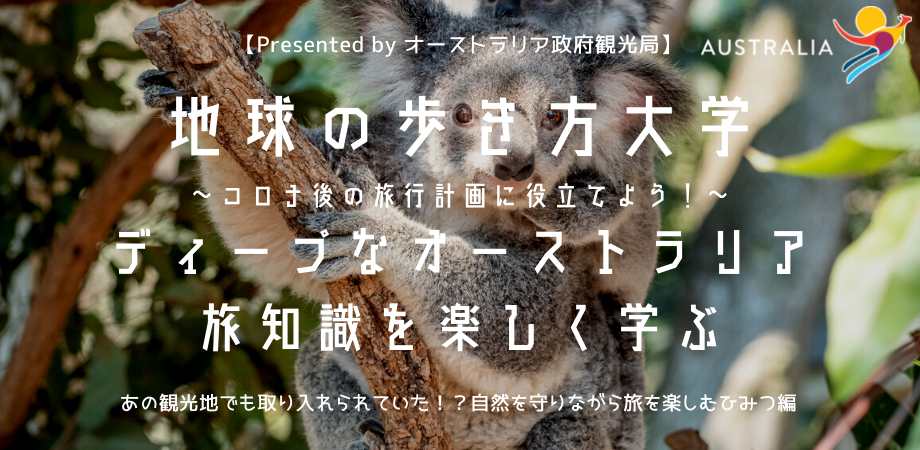 【Presented by オーストラリア政府観光局】
AUSTRALIA
地球の歩き方大学
～コロナ後の旅行計画に役立てよう！～
ディープなオーストラリア
旅知識を楽しく学ぶ
あの観光地でも取り入れられていた！？自然を守りながら旅を楽しむひみつ編